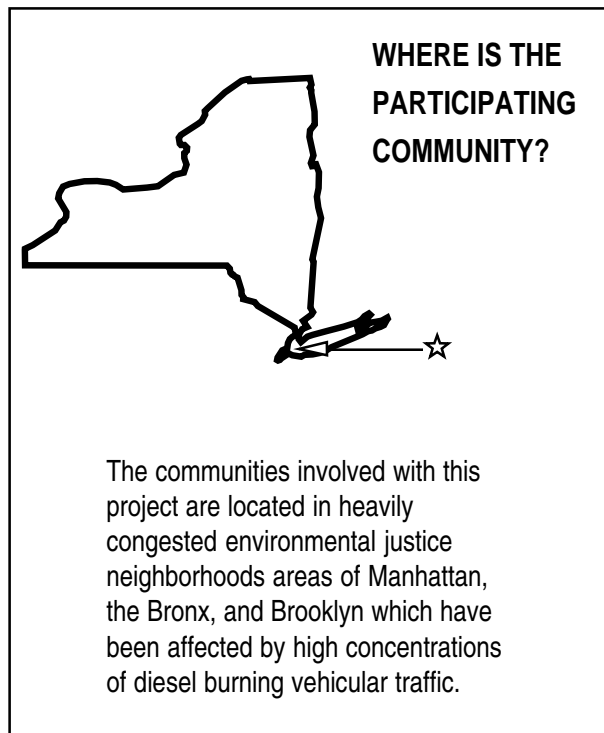 WHERE IS THE
PARTICIPATING
COMMUNITY?
The communities involved with this
project are located in heavily
congested environmental justice
neighborhoods areas of Manhattan,
the Bronx, and Brooklyn which have
been affected by high concentrations
of diesel burning vehicular traffic.